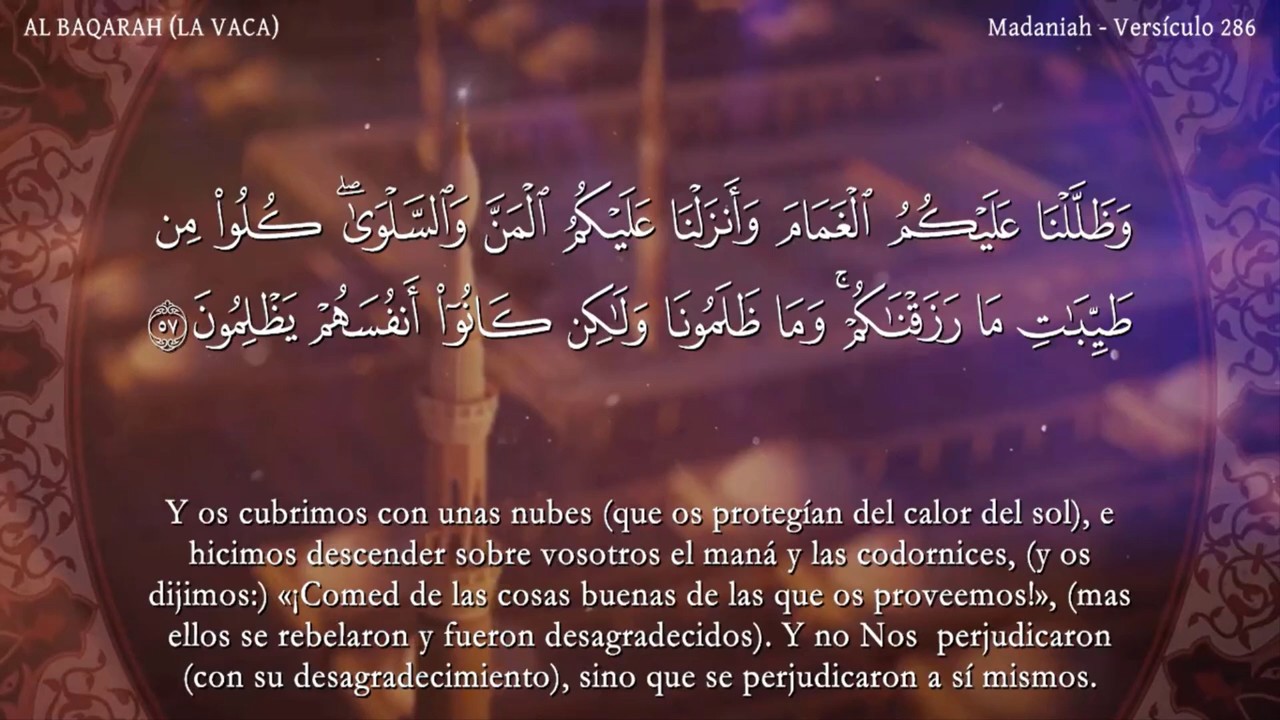 AL BAQARAH (LA VACA)
Madaniah - Versículo 286
وَظَلَّلْنَا عَلَيْكُمُ ٱلْغَمَامَ وَأَنزَلْنَا عَلَيْكُمُ ٱلْمَنَّ وَٱلسَّلْوَىٰۖ كُلُوا۟ مِن
طَيِّبَٰتِ مَا رَزَقْنَٰكُمْۚ وَمَا ظَلَمُونَا وَلَٰكِن كَانُوٓا۟ أَنفُسَهُمْ يَظْلِمُونَ ٥٧
Y os cubrimos con unas nubes (que os protegían del calor del sol), e
hicimos descender sobre vosotros el maná y las codornices, (y os
dijimos:) «¡Comed de las cosas buenas de las que os proveemos!», (mas
ellos se rebelaron y fueron desagradecidos). Y no Nos  perjudicaron
(con su desagradecimiento), sino que se perjudicaron a sí mismos.